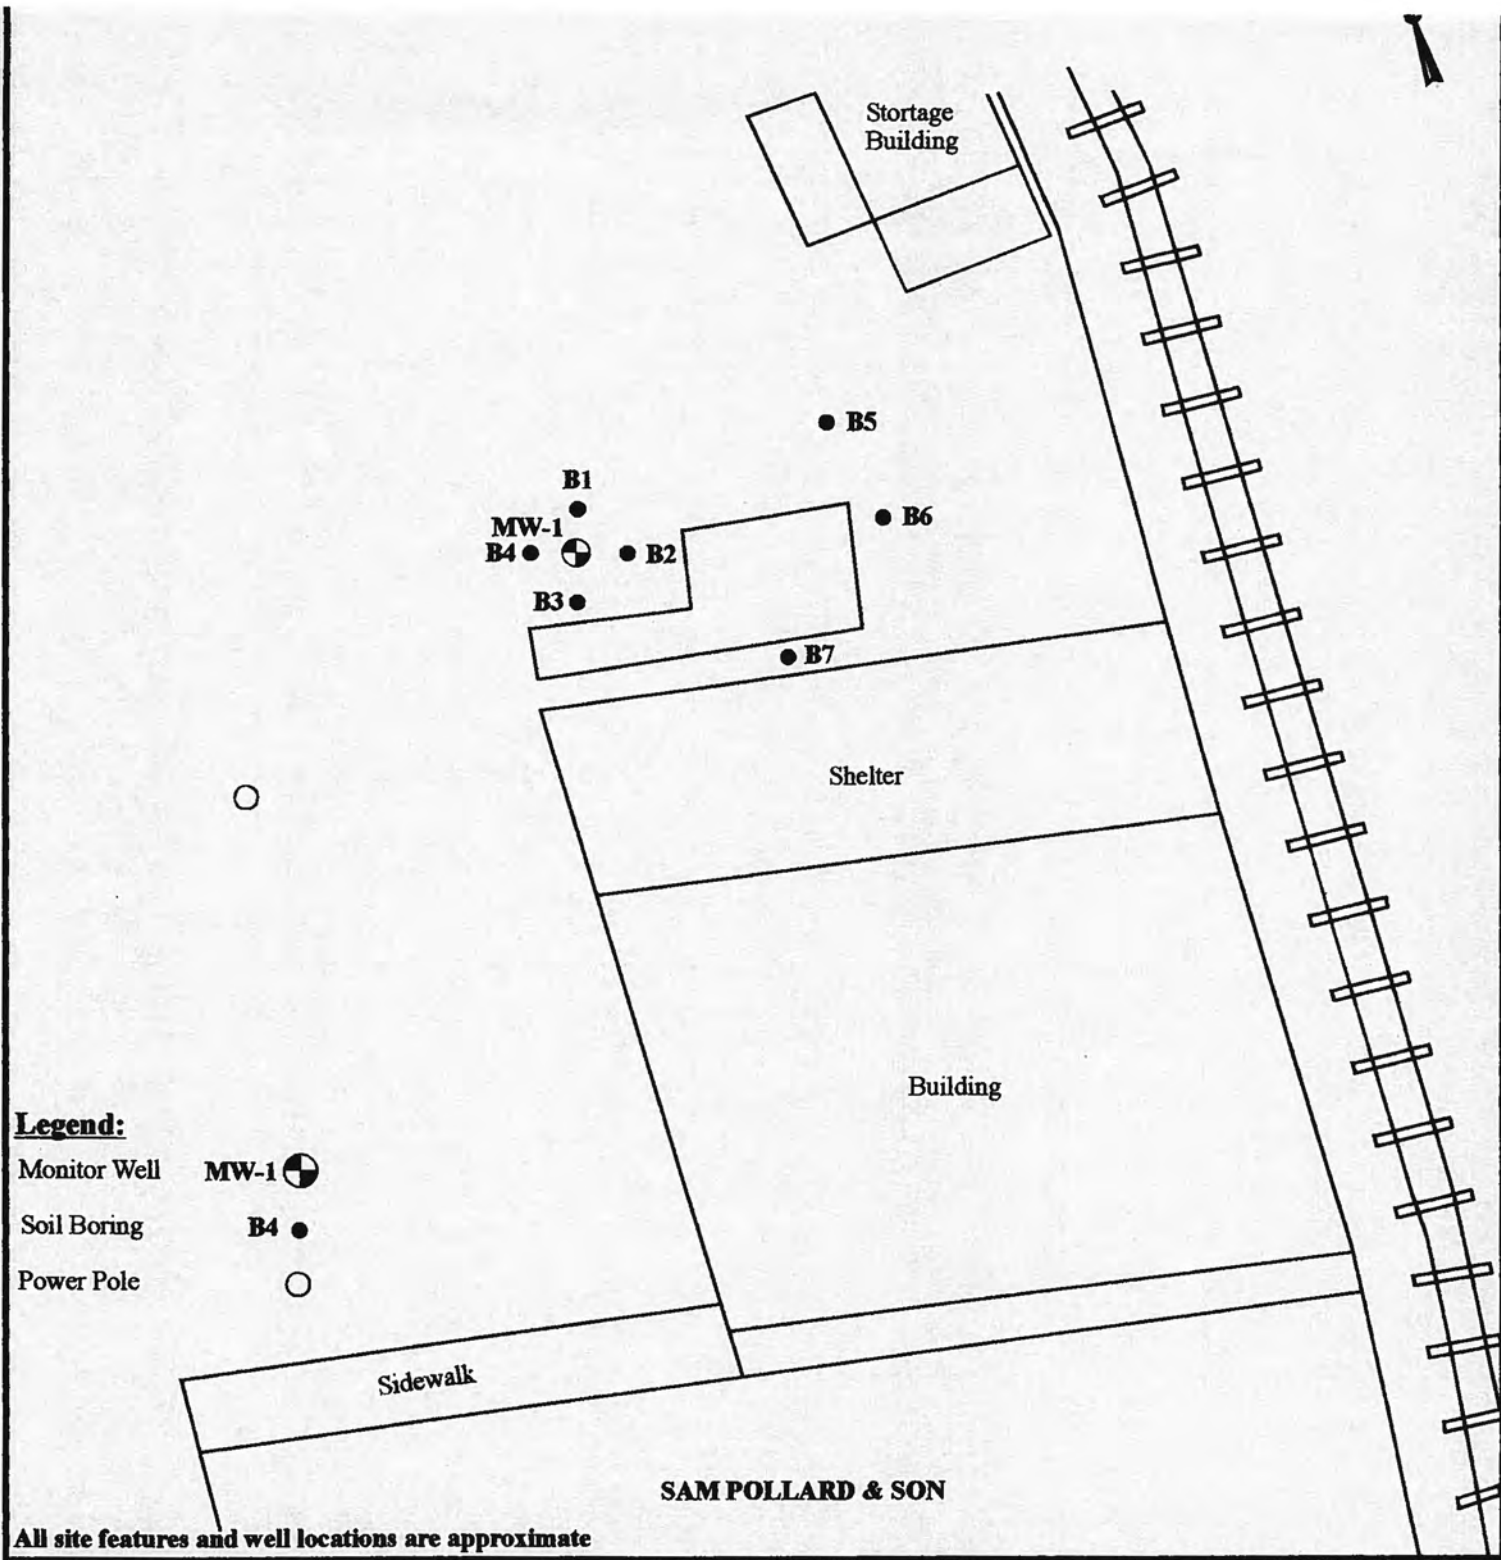 Stortage
Building
B5
B1
B6
MW-1
B4
B2
B3
B7
Shelter
Building
Legend:
Monitor Well MW-1
Soil Boring B4
Power Pole
Sidewalk
SAM POLLARD & SON
All site features and well locations are approximate